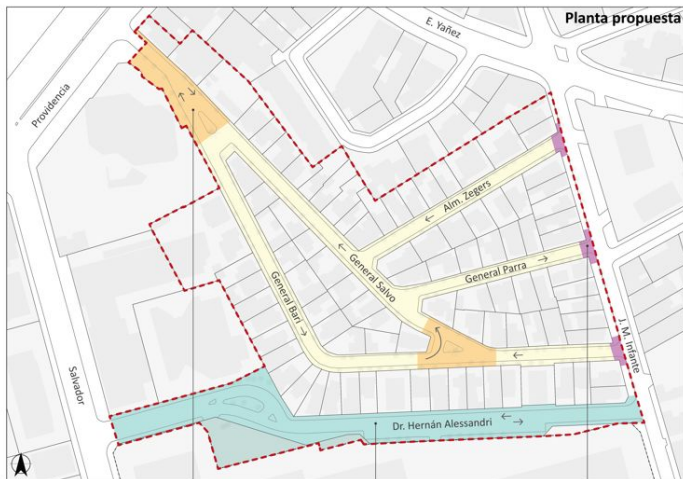 Planta propuesta
E. Yañez
Providencia
Alm. Zegers
General Salvo
General Parra
General Bari
J. M. Infante
Salvador
Dr. Hernán Alessandri